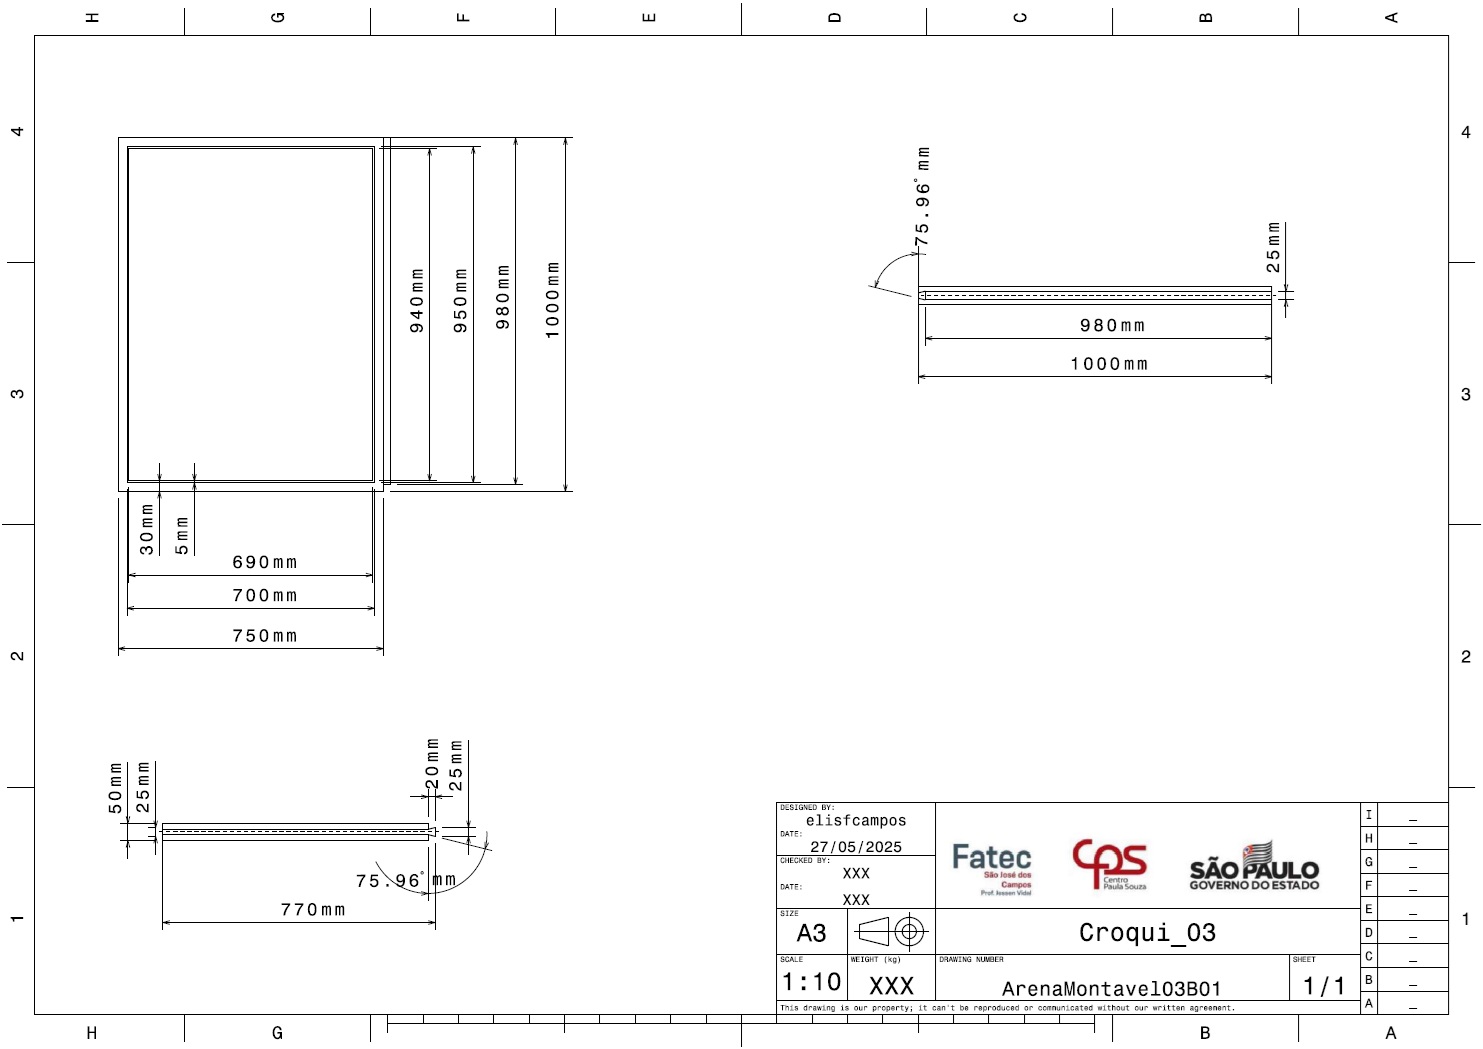 H G F E D C B A
4
4
3
3
2
2
1
1
940mm
950mm
980mm
1000mm
30mm
5mm
690mm
700mm
750mm
75.96° mm
25mm
980mm
1000mm
50mm
25mm
20mm
25mm
75.96° mm
770mm
DESIGNED BY:
elisfcampos
DATE:
27/05/2025
CHECKED BY:
XXX
DATE:
XXX
SIZE
A3
SCALE
1:10
WEIGHT (kg)
XXX
Fatec
São José dos
Campos
Prof. Jessen Vidal
CPS
Centro
Paula Souza
SÃO PAULO
GOVERNO DO ESTADO
Croqui_03
DRAWING NUMBER
ArenaMontavel03B01
SHEET
1/1
This drawing is our property; it can't be reproduced or communicated without our written agreement.
I _
H _
G _
F _
E _
D _
C _
B _
A _
H G B A